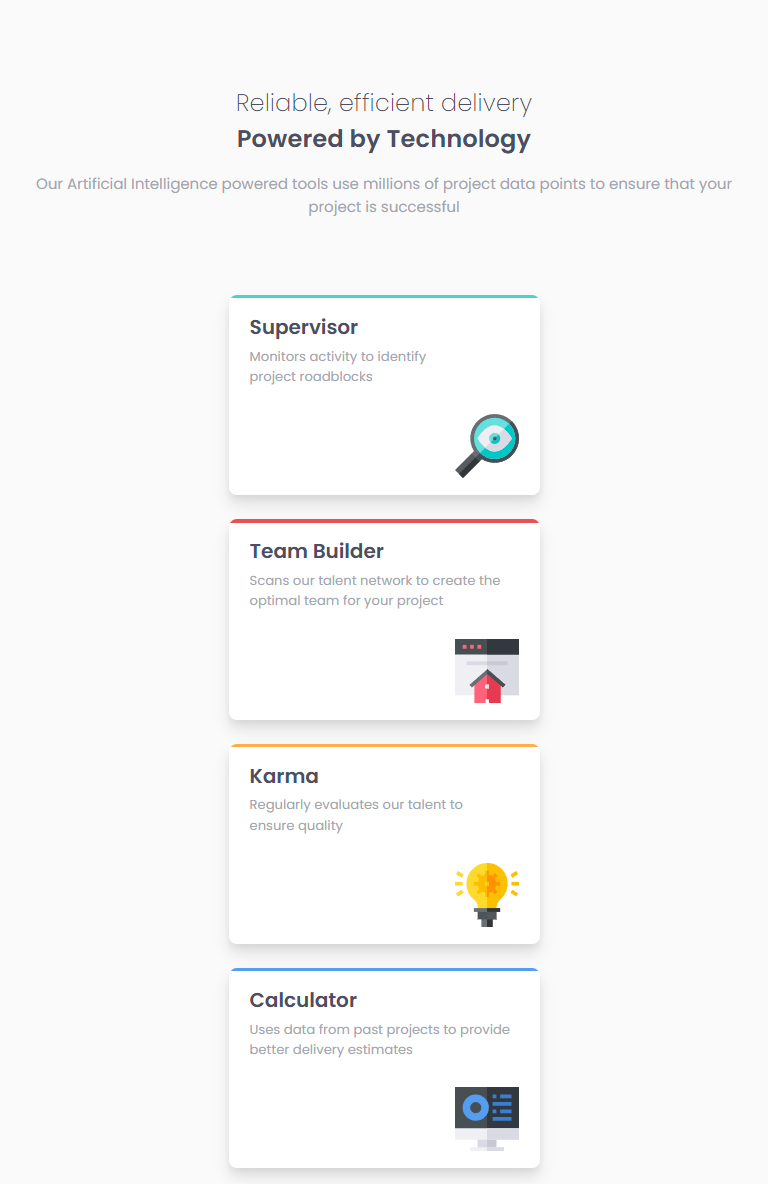 Reliable, efficient delivery
Powered by Technology
Our Artificial Intelligence powered tools use millions of project data points to ensure that your
project is successful
Supervisor
Monitors activity to identify
project roadblocks
Team Builder
Scans our talent network to create the
optimal team for your project
Karma
Regularly evaluates our talent to
ensure quality
Calculator
Uses data from past projects to provide
better delivery estimates